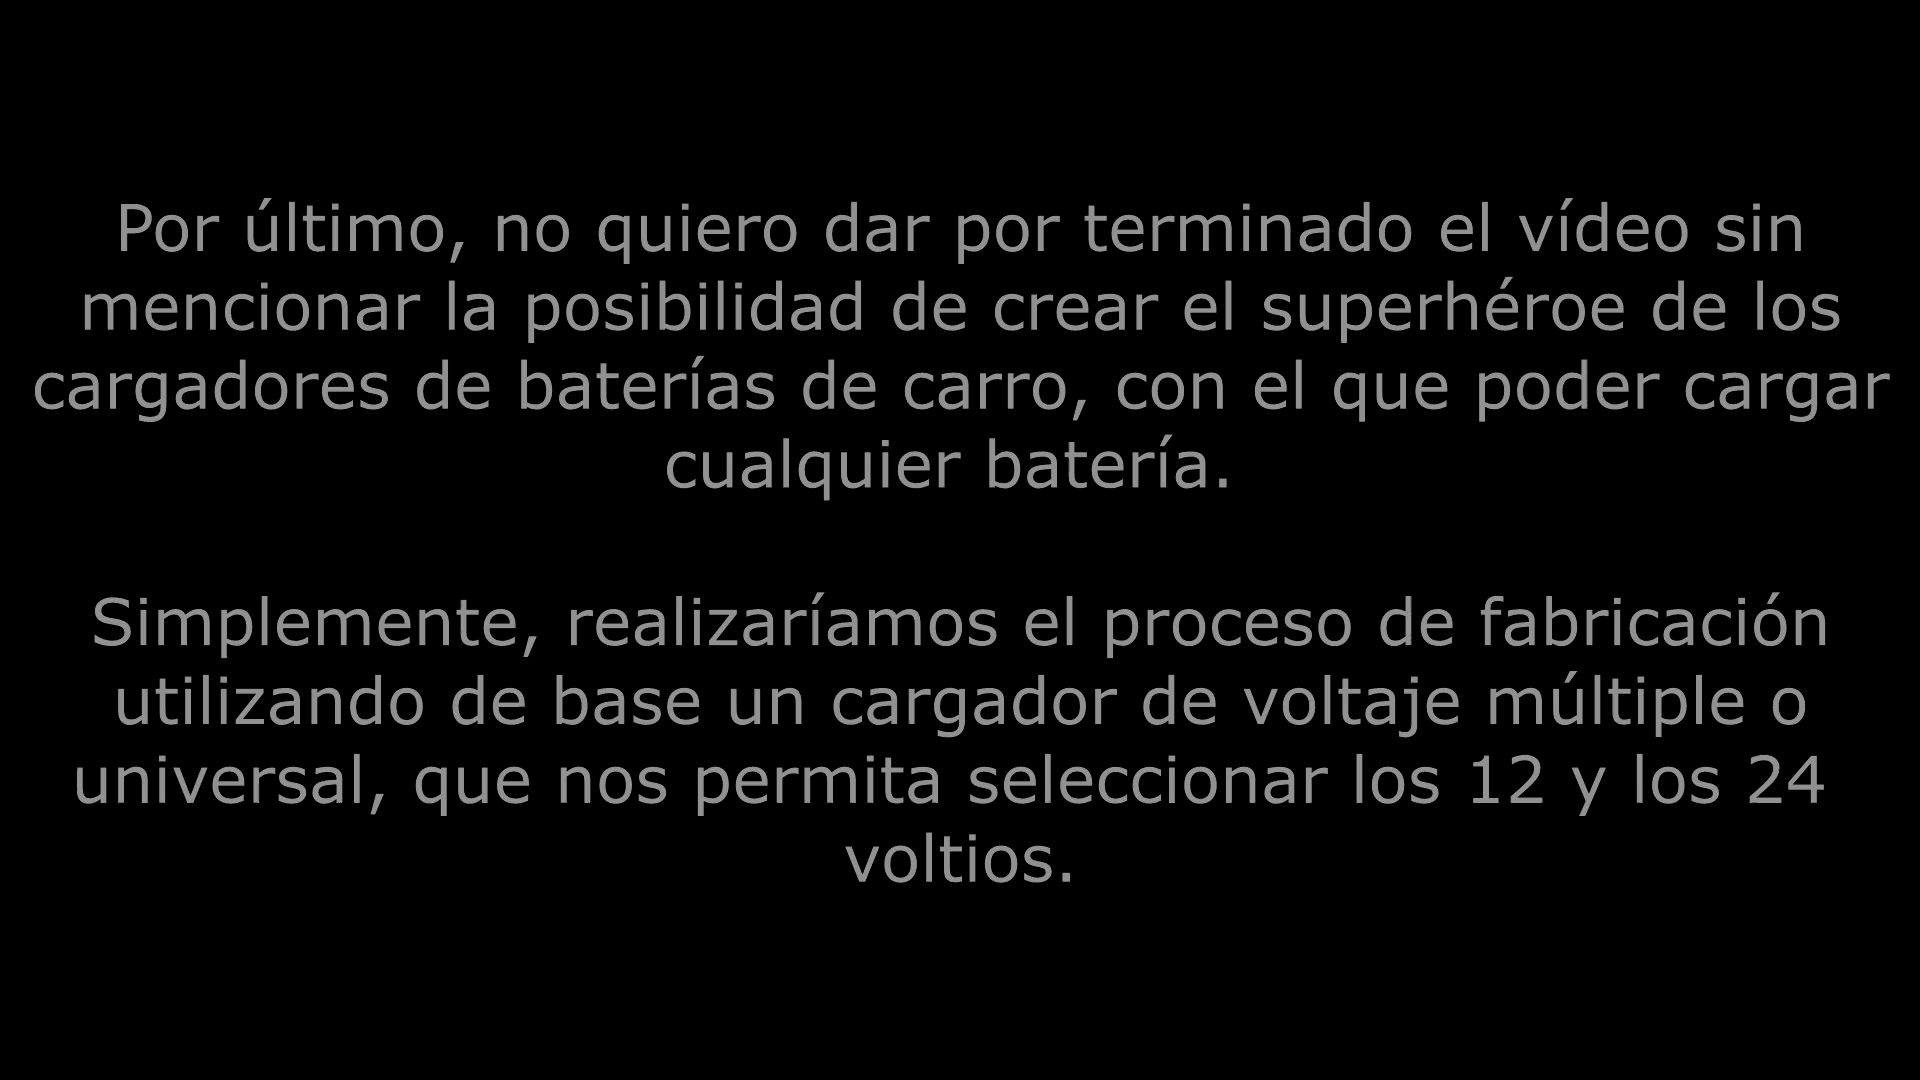 Por último, no quiero dar por terminado el vídeo sin
mencionar la posibilidad de crear el superhéroe de los
cargadores de baterías de carro, con el que poder cargar
cualquier batería.
Simplemente, realizaríamos el proceso de fabricación
utilizando de base un cargador de voltaje múltiple o
universal, que nos permita seleccionar los 12 y los 24
voltios.